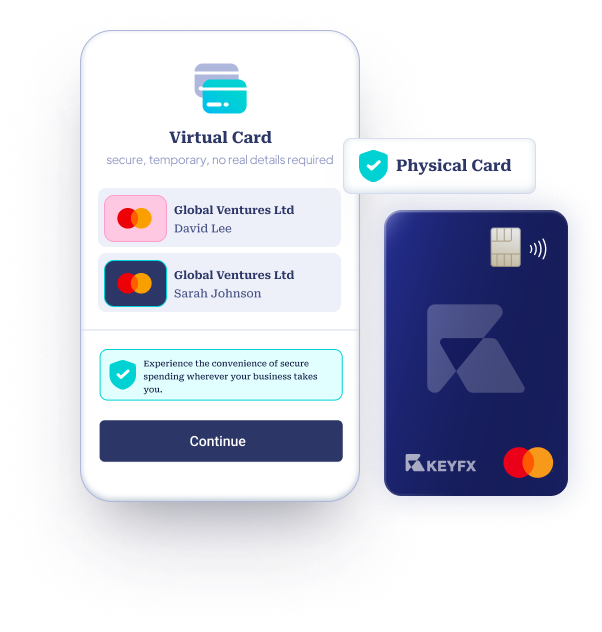 Virtual Card
secure, temporary, no real details required
Global Ventures Ltd
David Lee
Global Ventures Ltd
Sarah Johnson
Experience the convenience of secure
spending wherever your business takes
you.
Continue
Physical Card
KEYFX